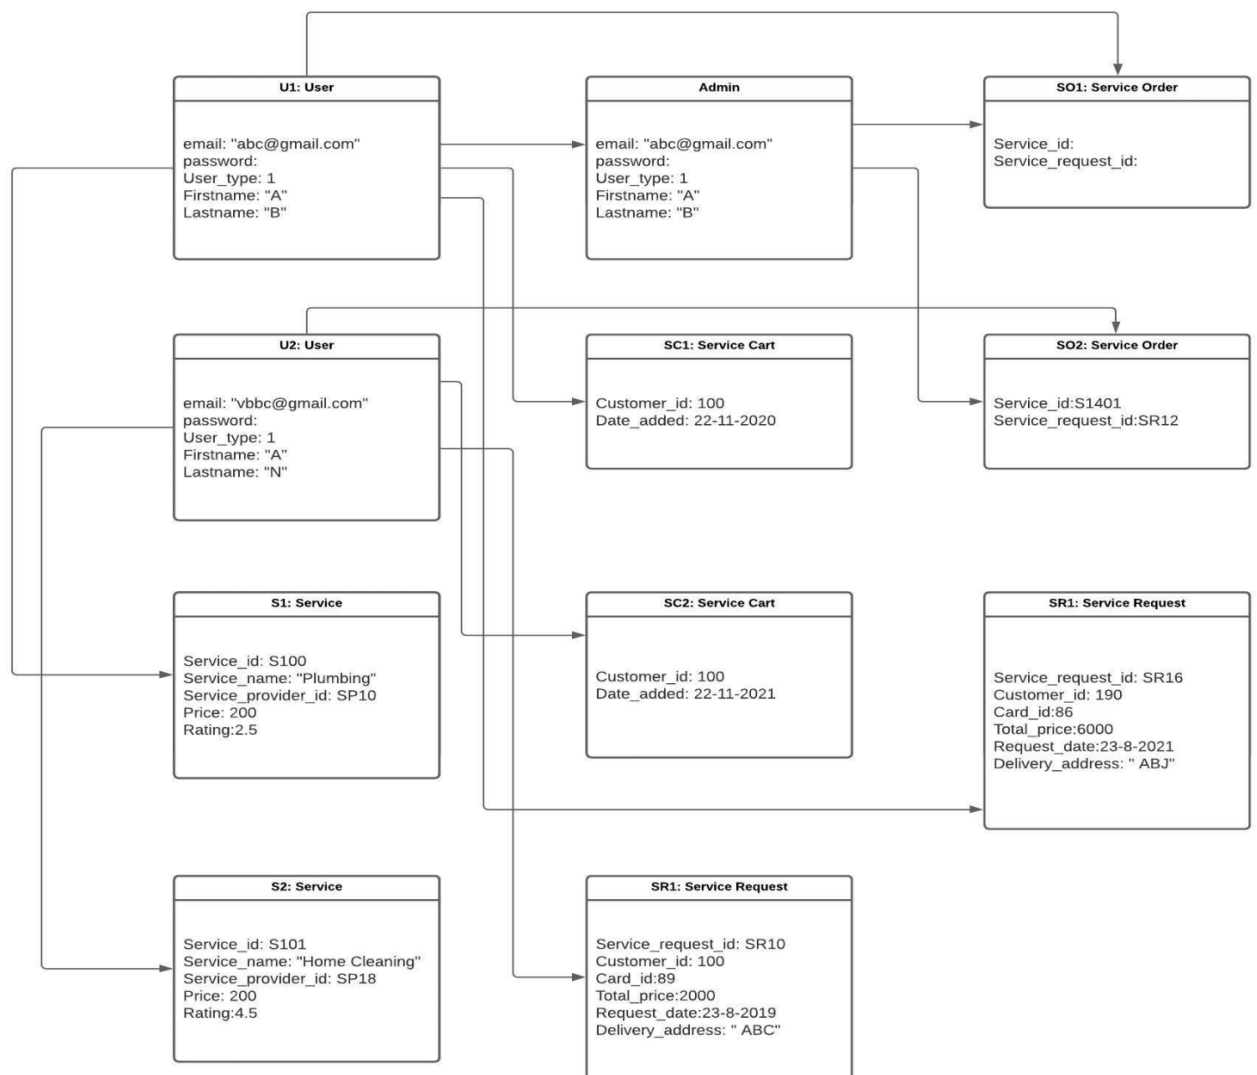 U1: User
email: "abc@gmail.com"
password:
User_type: 1
Firstname: "A"
Lastname: "B"
Admin
email: "abc@gmail.com"
password:
User_type: 1
Firstname: "A"
Lastname: "B"
SO1: Service Order
Service_id:
Service_request_id:
U2: User
email: "vbbc@gmail.com"
password:
User_type: 1
Firstname: "A"
Lastname: "N"
SC1: Service Cart
Customer_id: 100
Date_added: 22-11-2020
SO2: Service Order
Service_id:S1401
Service_request_id:SR12
S1: Service
Service_id: S100
Service_name: "Plumbing"
Service_provider_id: SP10
Price: 200
Rating:2.5
SC2: Service Cart
Customer_id: 100
Date_added: 22-11-2021
SR1: Service Request
Service_request_id: SR16
Customer_id: 190
Card_id:86
Total_price:6000
Request_date:23-8-2021
Delivery_address: " ABJ"
S2: Service
Service_id: S101
Service_name: "Home Cleaning"
Service_provider_id: SP18
Price: 200
Rating:4.5
SR1: Service Request
Service_request_id: SR10
Customer_id: 100
Card_id:89
Total_price:2000
Request_date:23-8-2019
Delivery_address: " ABC"